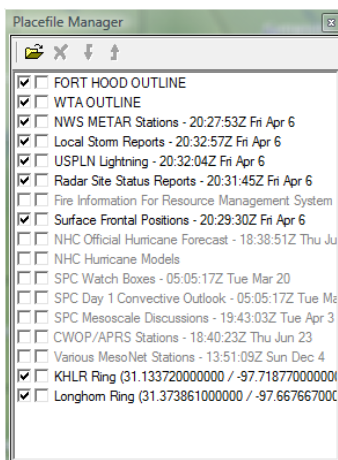 Placefile Manager
FORT HOOD OUTLINE
WTA OUTLINE
NWS METAR Stations - 20:27:53Z Fri Apr 6
Local Storm Reports - 20:32:57Z Fri Apr 6
USPLN Lightning - 20:32:04Z Fri Apr 6
Radar Site Status Reports - 20:31:45Z Fri Apr 6
Fire Information For Resource Management System
Surface Frontal Positions - 20:29:30Z Fri Apr 6
NHC Official Hurricane Forecast - 18:38:51Z Thu Ju
NHC Hurricane Models
SPC Watch Boxes - 05:05:17Z Tue Mar 20
SPC Day 1 Convective Outlook - 05:05:17Z Tue Ma
SPC Mesoscale Discussions - 19:43:03Z Tue Apr 3
CWOP/APRS Stations - 18:40:23Z Thu Jun 23
Various MesoNet Stations - 13:51:09Z Sun Dec 4
KHLR Ring (31.133720000000 / -97.71877000000
Longhorn Ring (31.373861000000 / -97.667667000